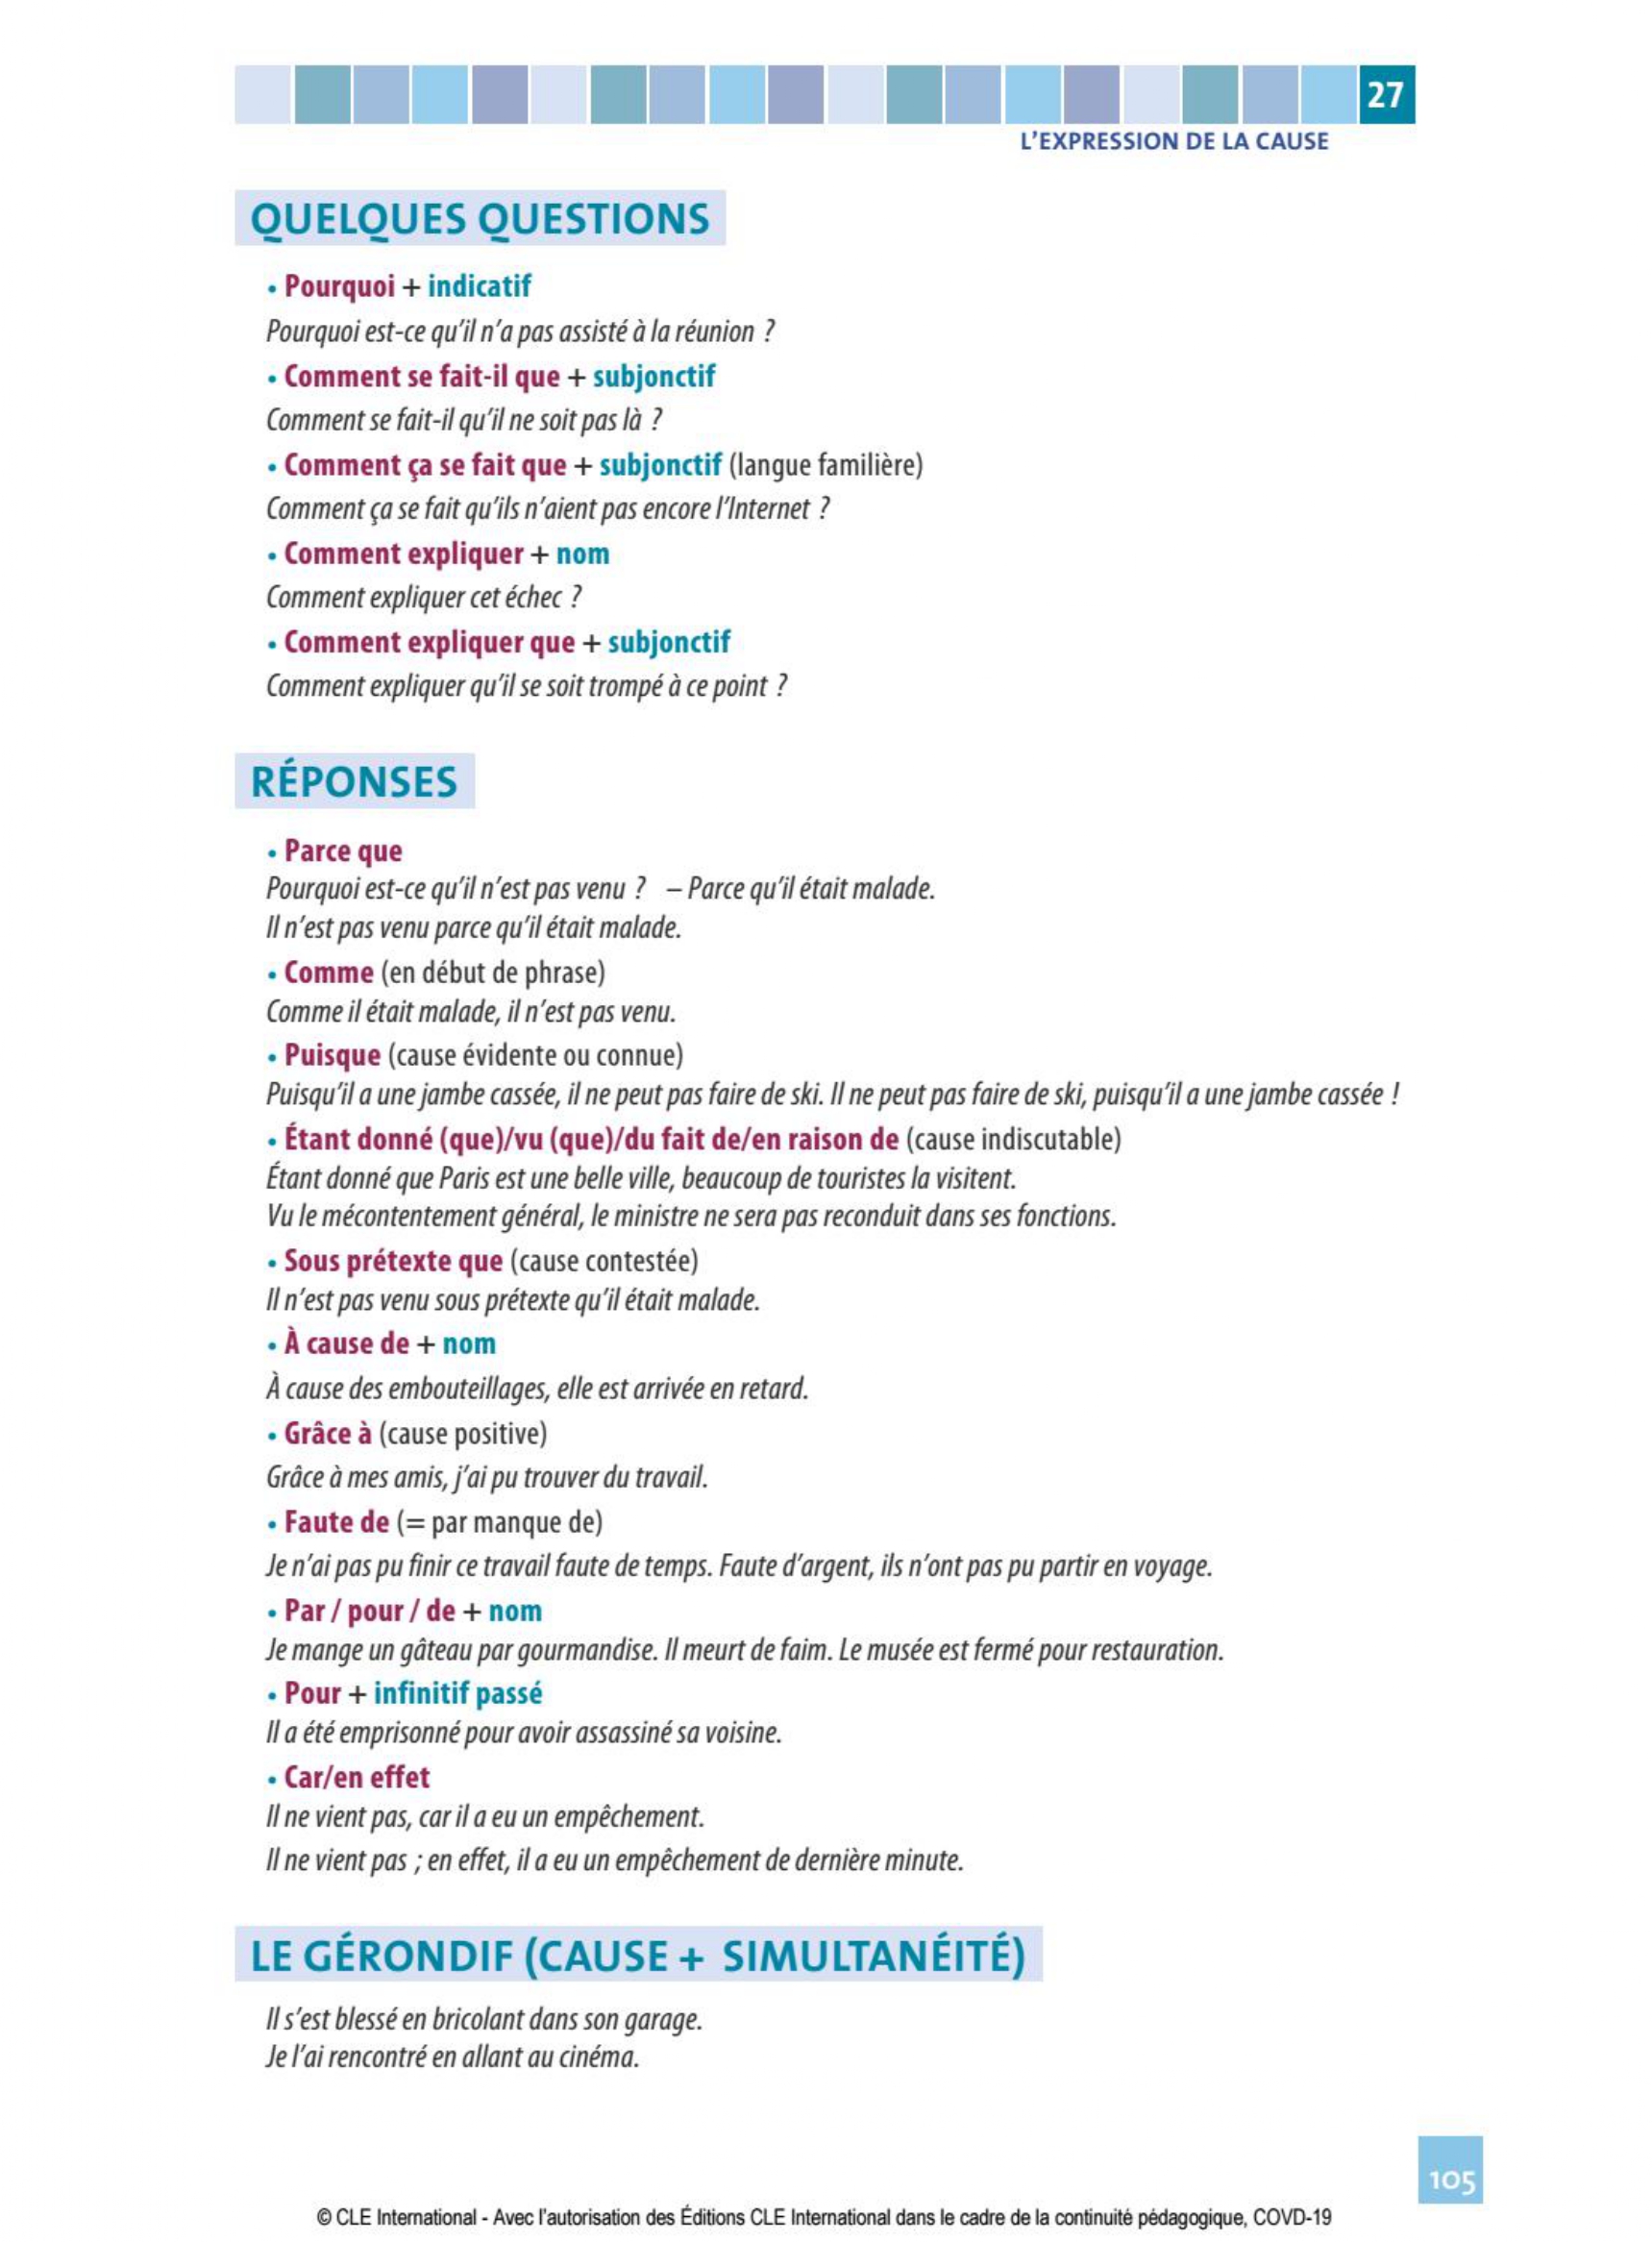 27
L'EXPRESSION DE LA CAUSE
QUELQUES QUESTIONS
• Pourquoi + indicatif
Pourquoi est-ce qu'il n'a pas assisté à la réunion ?
• Comment se fait-il que + subjonctif
Comment se fait-il qu'il ne soit pas là ?
• Comment ça se fait que + subjonctif (langue familière)
Comment ça se fait qu'ils n'aient pas encore l'Internet ?
• Comment expliquer + nom
Comment expliquer cet échec ?
• Comment expliquer que + subjonctif
Comment expliquer qu'il se soit trompé à ce point ?
RÉPONSES
• Parce que
Pourquoi est-ce qu'il n'est pas venu ? – Parce qu'il était malade.
Il n'est pas venu parce qu'il était malade.
• Comme (en début de phrase)
Comme il était malade, il n'est pas venu.
• Puisque (cause évidente ou connue)
Puisqu'il a une jambe cassée, il ne peut pas faire de ski. Il ne peut pas faire de ski, puisqu'il a une jambe cassée !
• Étant donné (que)/vu (que)/du fait de/en raison de (cause indiscutable)
Étant donné que Paris est une belle ville, beaucoup de touristes la visitent.
Vu le mécontentement général, le ministre ne sera pas reconduit dans ses fonctions.
• Sous prétexte que (cause contestée)
Il n'est pas venu sous prétexte qu'il était malade.
• À cause de + nom
À cause des embouteillages, elle est arrivée en retard.
• Grâce à (cause positive)
Grâce à mes amis, j'ai pu trouver du travail.
• Faute de (= par manque de)
Je n'ai pas pu finir ce travail faute de temps. Faute d'argent, ils n'ont pas pu partir en voyage.
• Par / pour / de + nom
Je mange un gâteau par gourmandise. Il meurt de faim. Le musée est fermé pour restauration.
• Pour + infinitif passé
Il a été emprisonné pour avoir assassiné sa voisine.
• Car/en effet
Il ne vient pas, car il a eu un empêchement.
Il ne vient pas ; en effet, il a eu un empêchement de dernière minute.
LE GÉRONDIF (CAUSE + SIMULTANÉITÉ)
Il s'est blessé en bricolant dans son garage.
Je l'ai rencontré en allant au cinéma.
105
© CLE International - Avec l'autorisation des Éditions CLE International dans le cadre de la continuité pédagogique, COVD-19